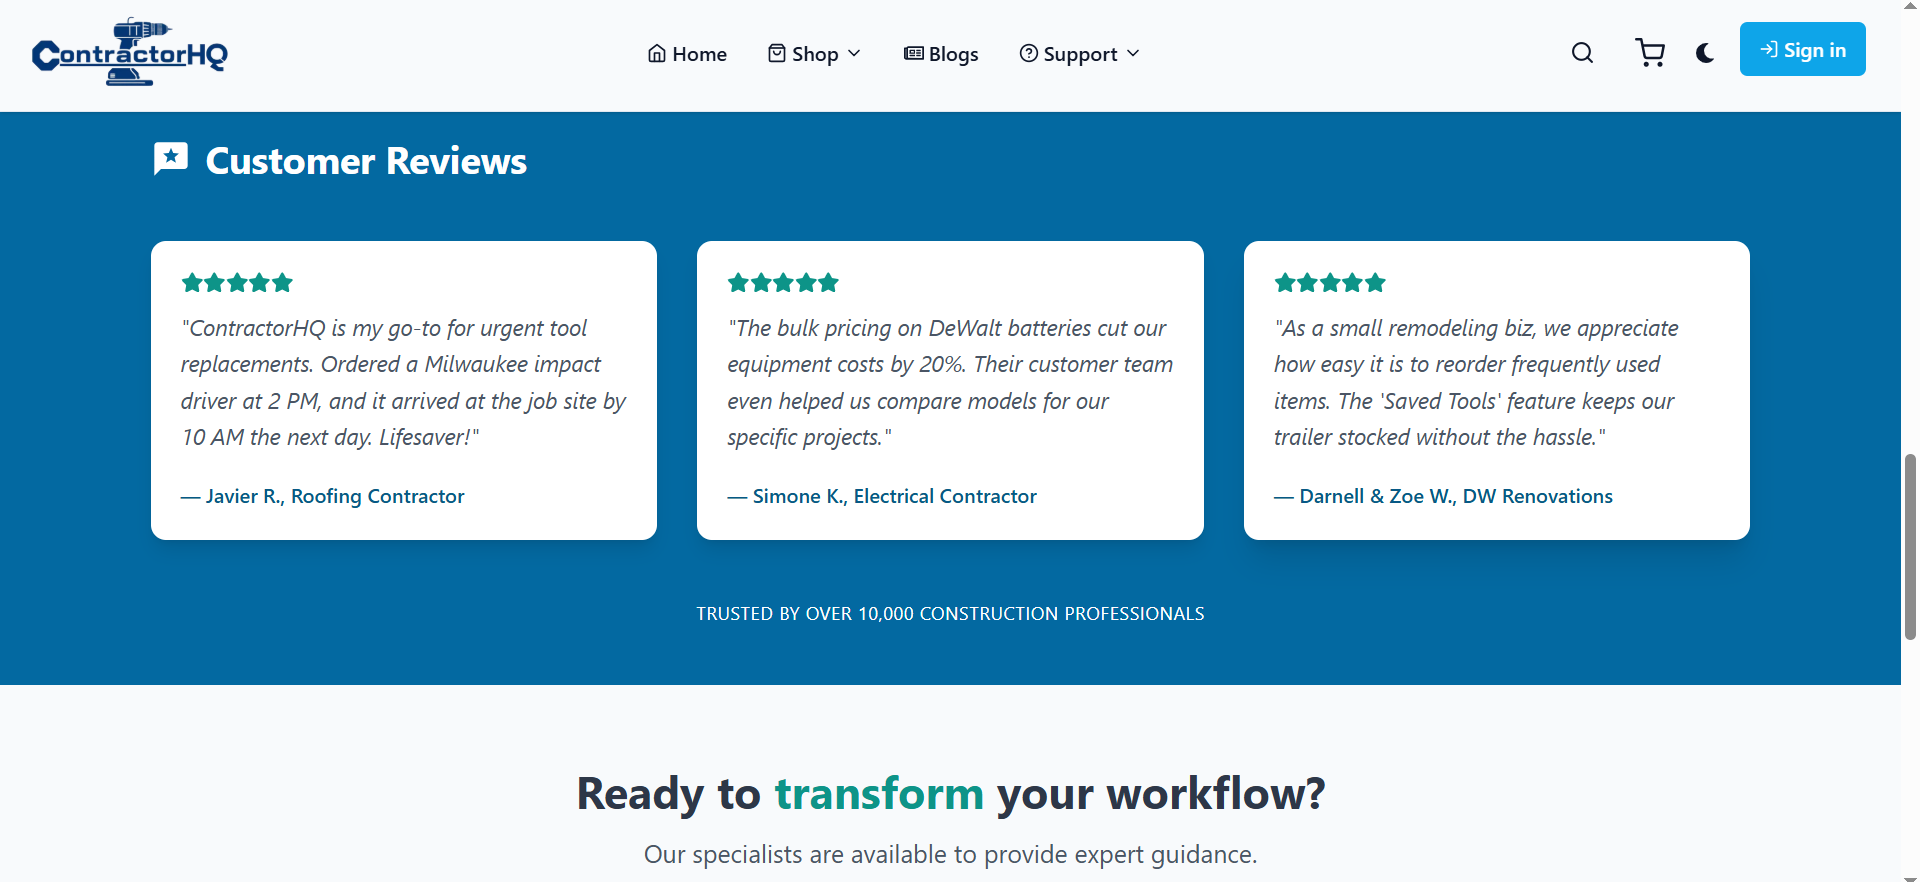 ContractorHQ
Home
Shop
Blogs
Support
Sign in
Customer Reviews
"ContractorHQ is my go-to for urgent tool
replacements. Ordered a Milwaukee impact
driver at 2 PM, and it arrived at the job site by
10 AM the next day. Lifesaver!"
— Javier R., Roofing Contractor
"The bulk pricing on DeWalt batteries cut our
equipment costs by 20%. Their customer team
even helped us compare models for our
specific projects."
— Simone K., Electrical Contractor
"As a small remodeling biz, we appreciate
how easy it is to reorder frequently used
items. The 'Saved Tools' feature keeps our
trailer stocked without the hassle."
— Darnell & Zoe W., DW Renovations
TRUSTED BY OVER 10,000 CONSTRUCTION PROFESSIONALS
Ready to transform your workflow?
Our specialists are available to provide expert guidance.